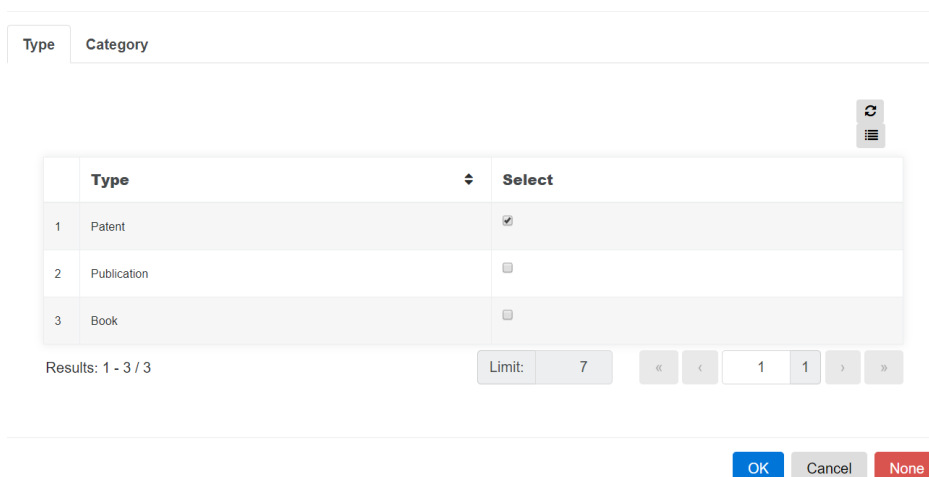 Type Category
Type Select
1 Patent
2 Publication
3 Book
Results: 1 - 3 / 3 Limit: 7 « ‹ 1 1 › »
OK Cancel None